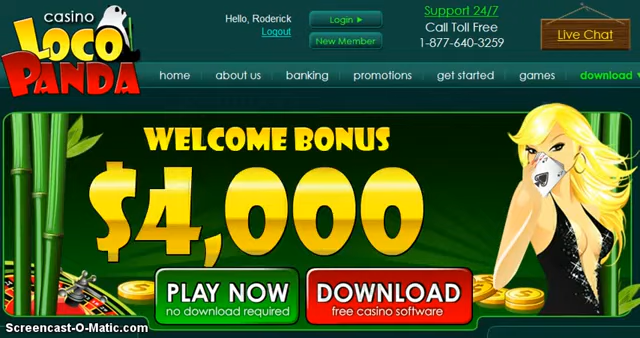 casino
LOCO
PANDA
Hello, Roderick
Logout
Login
New Member
Support 24/7
Call Toll Free
1-877-640-3259
Live Chat
home about us banking promotions get started games download
WELCOME BONUS
$4,000
PLAY NOW
no download required
DOWNLOAD
free casino software
Screencast-O-Matic.com